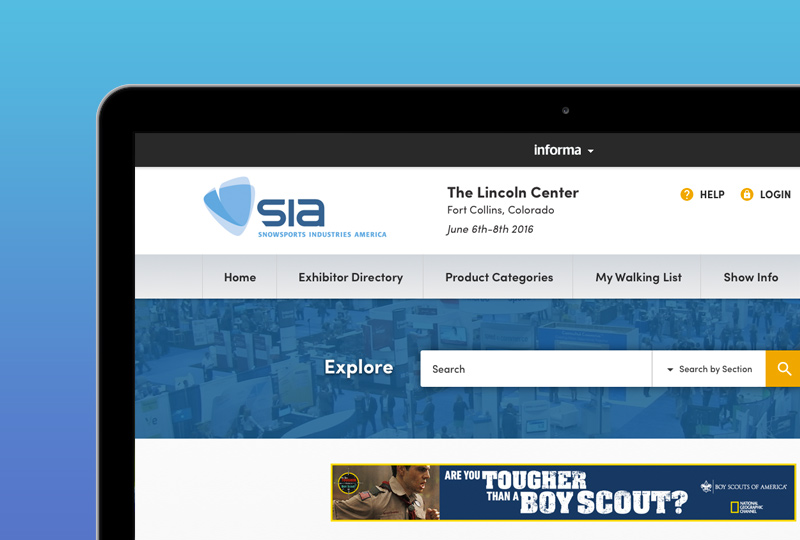 informa
sia
SNOWSPORTS INDUSTRIES AMERICA
The Lincoln Center
Fort Collins, Colorado
June 6th-8th 2016
HELP
LOGIN
Home
Exhibitor Directory
Product Categories
My Walking List
Show Info
Explore
Search
Search by Section
ARE YOU TOUGHER
THAN A BOY SCOUT?
BOY SCOUTS OF AMERICA
NATIONAL
GEOGRAPHIC
CHANNEL